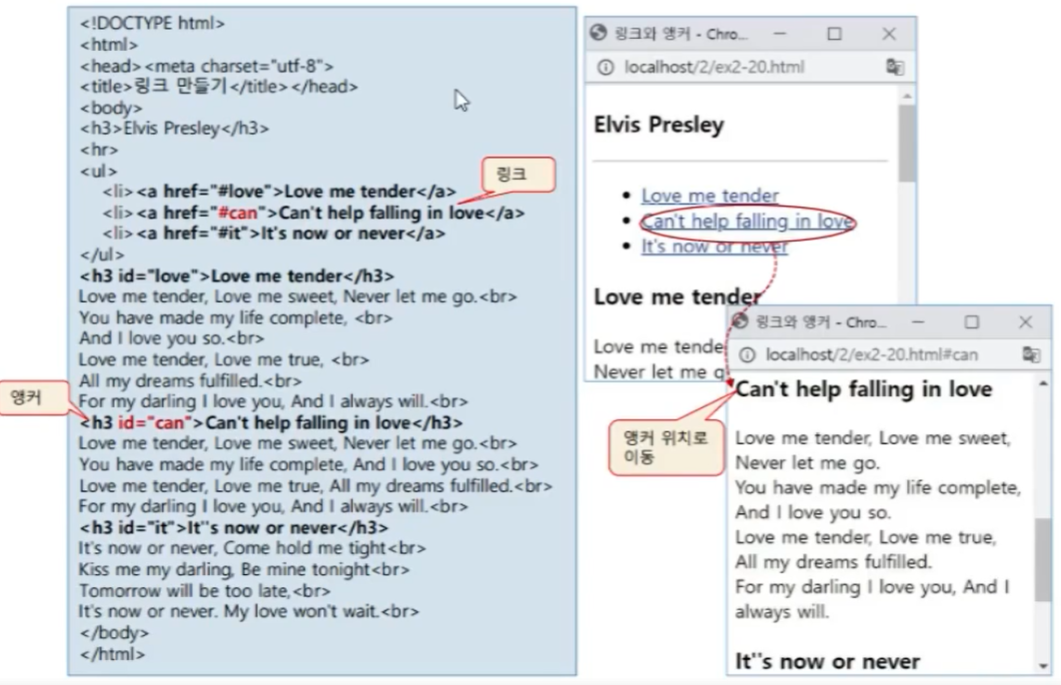 <!DOCTYPE html>
<html>
<head><meta charset="utf-8">
<title>링크 만들기</title></head>
<body>
<h3>Elvis Presley</h3>
<hr>
<ul>
<li><a href="#love">Love me tender</a>
<li><a href="#can">Can't help falling in love</a>
<li><a href="#it">It's now or never</a>
</ul>
<h3 id="love">Love me tender</h3>
Love me tender, Love me sweet, Never let me go.<br>
You have made my life complete, <br>
And I love you so.<br>
Love me tender, Love me true, <br>
All my dreams fulfilled.<br>
For my darling I love you, And I always will.<br>
<h3 id="can">Can't help falling in love</h3>
Love me tender, Love me sweet, Never let me go.<br>
You have made my life complete, And I love you so.<br>
Love me tender, Love me true, All my dreams fulfilled.<br>
For my darling I love you, And I always will.<br>
<h3 id="it">It''s now or never</h3>
It's now or never, Come hold me tight<br>
Kiss me my darling, Be mine tonight<br>
Tomorrow will be too late,<br>
It's now or never. My love won't wait.<br>
</body>
</html>
링크
앵커
링크와 앵커 - Chro...
localhost/2/ex2-20.html
Elvis Presley
Love me tender
Can't help falling in love
It's now or never
Love me tender
Love me tende
Never let me g
링크와 앵커 - Chro...
localhost/2/ex2-20.html#can
Can't help falling in love
앵커 위치로
이동
Love me tender, Love me sweet,
Never let me go.
You have made my life complete,
And I love you so.
Love me tender, Love me true,
All my dreams fulfilled.
For my darling I love you, And I
always will.
It''s now or never